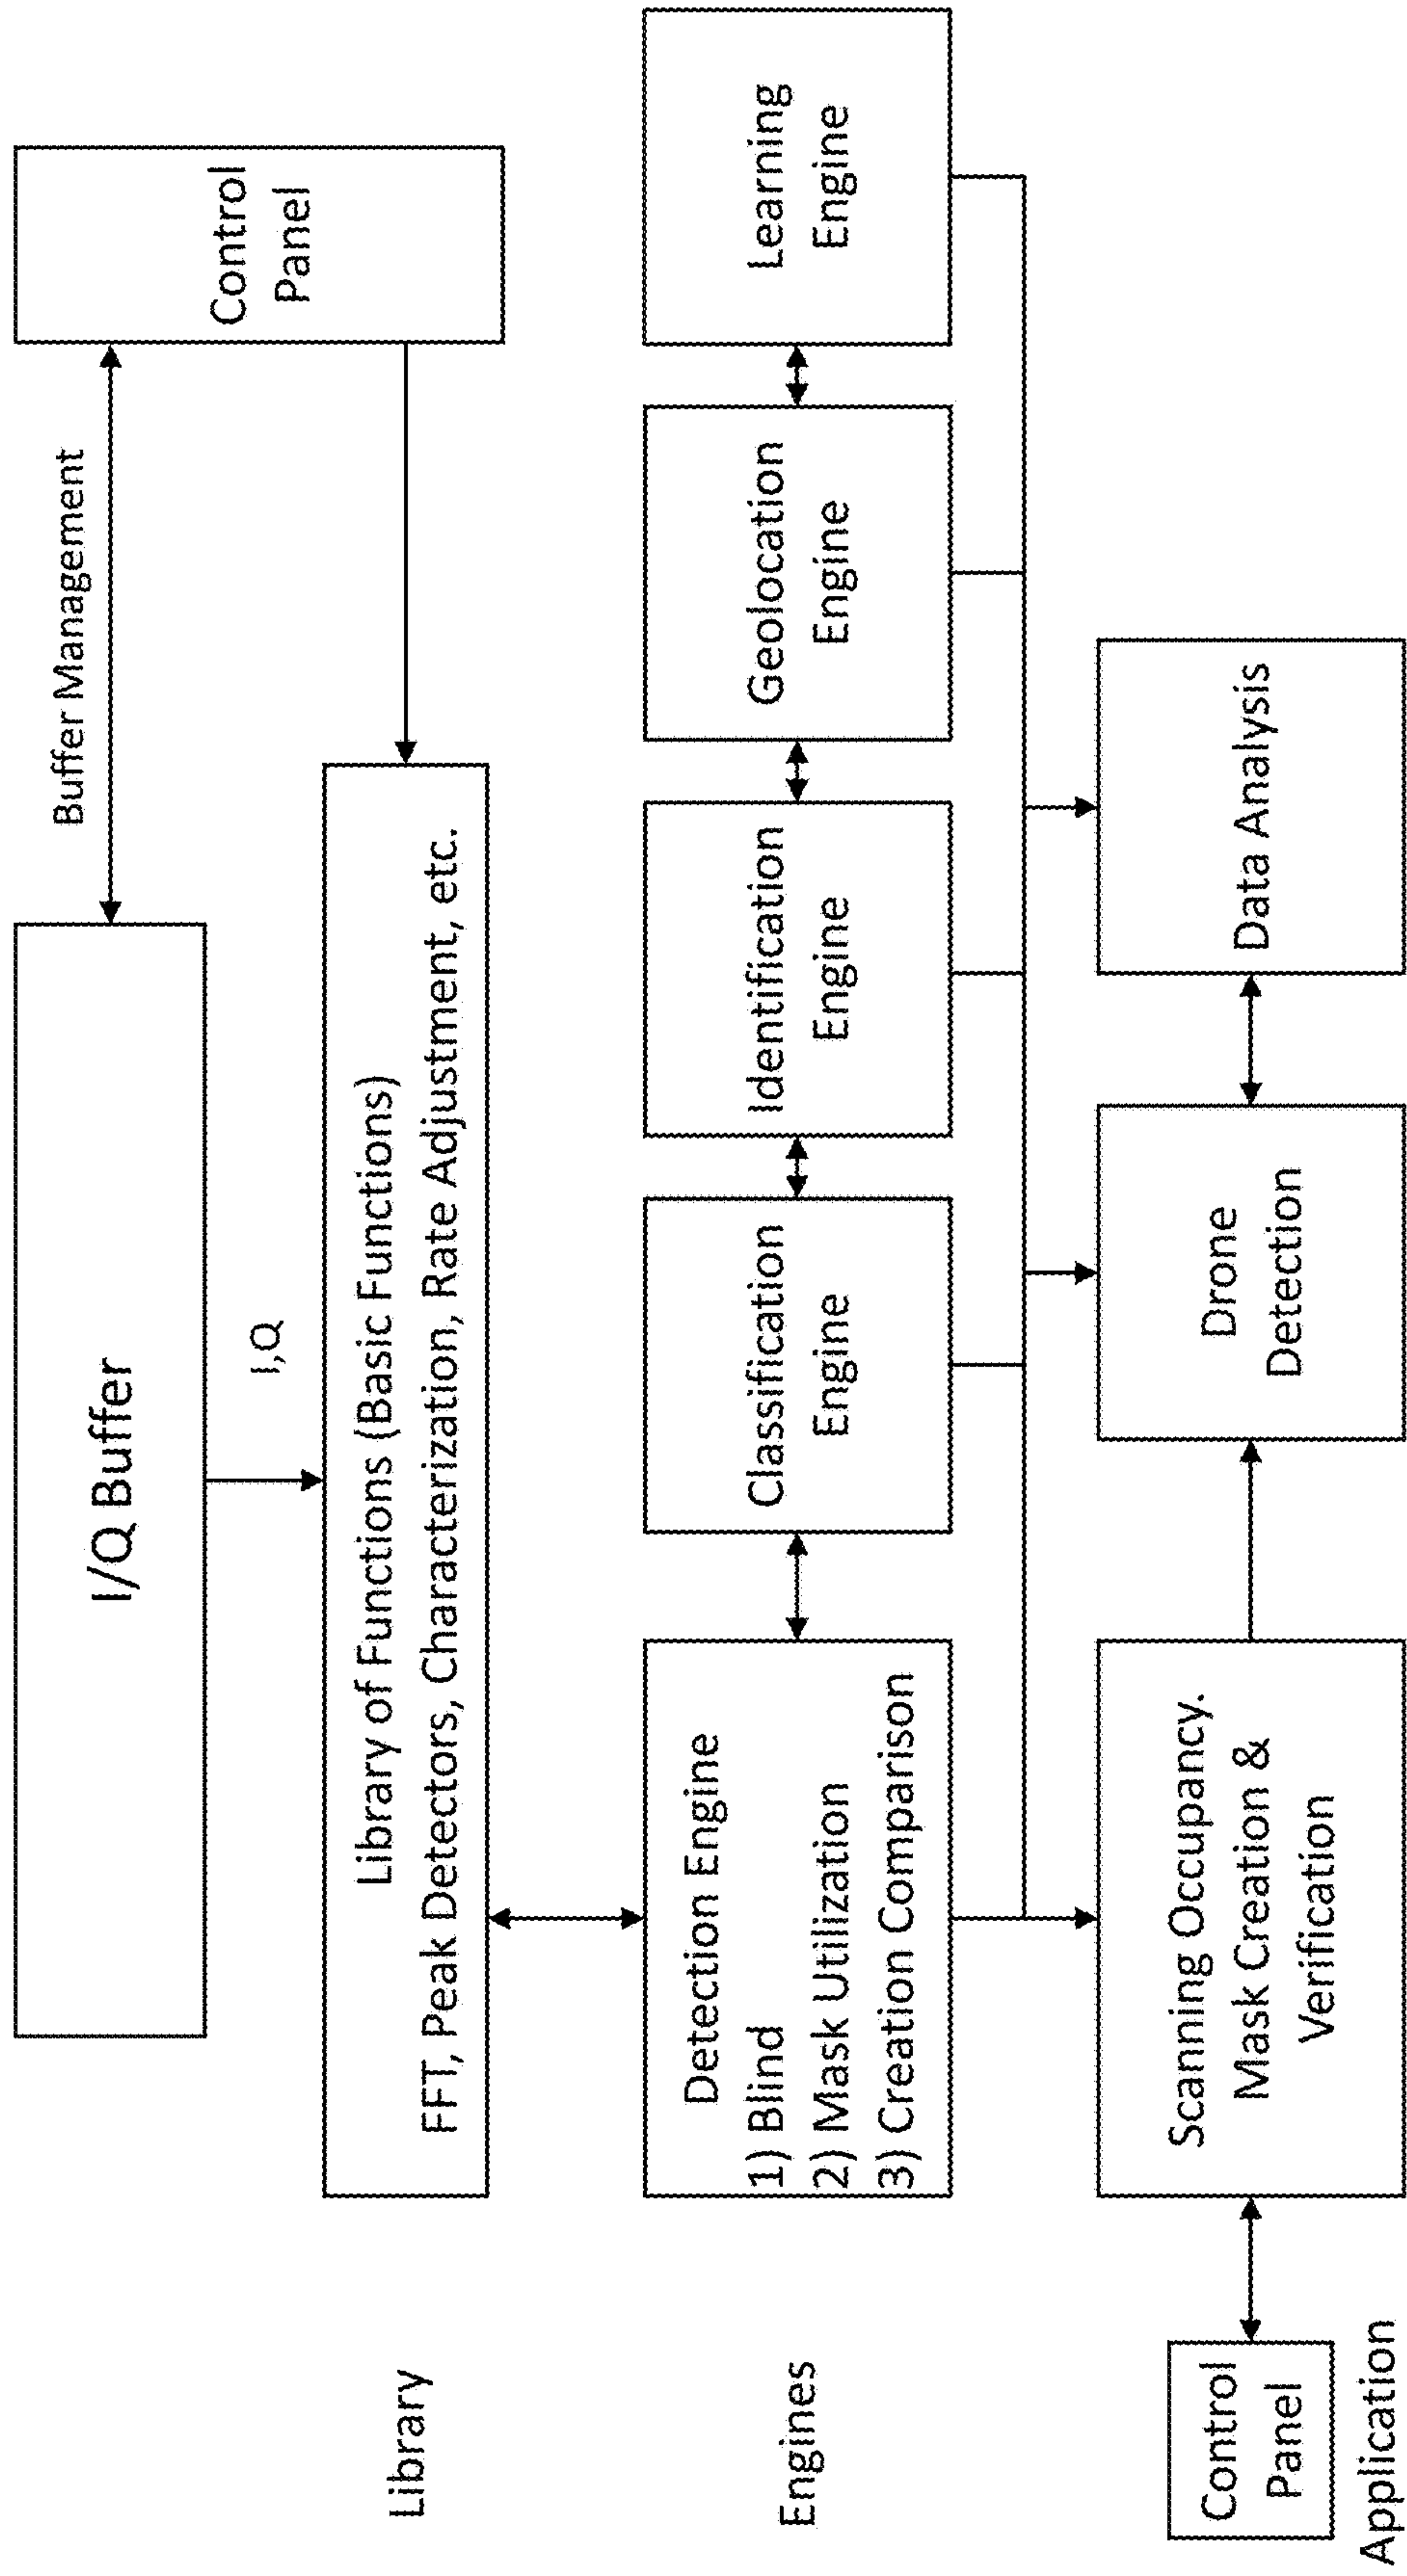 I/Q Buffer
Buffer Management
Control
Panel
I,Q
Library
Library of Functions (Basic Functions)
FFT, Peak Detectors, Characterization, Rate Adjustment, etc.
Engines
Detection Engine
1) Blind
2) Mask Utilization
3) Creation Comparison
Classification
Engine
Identification
Engine
Geolocation
Engine
Learning
Engine
Control
Panel
Application
Scanning Occupancy.
Mask Creation &
Verification
Drone
Detection
Data Analysis